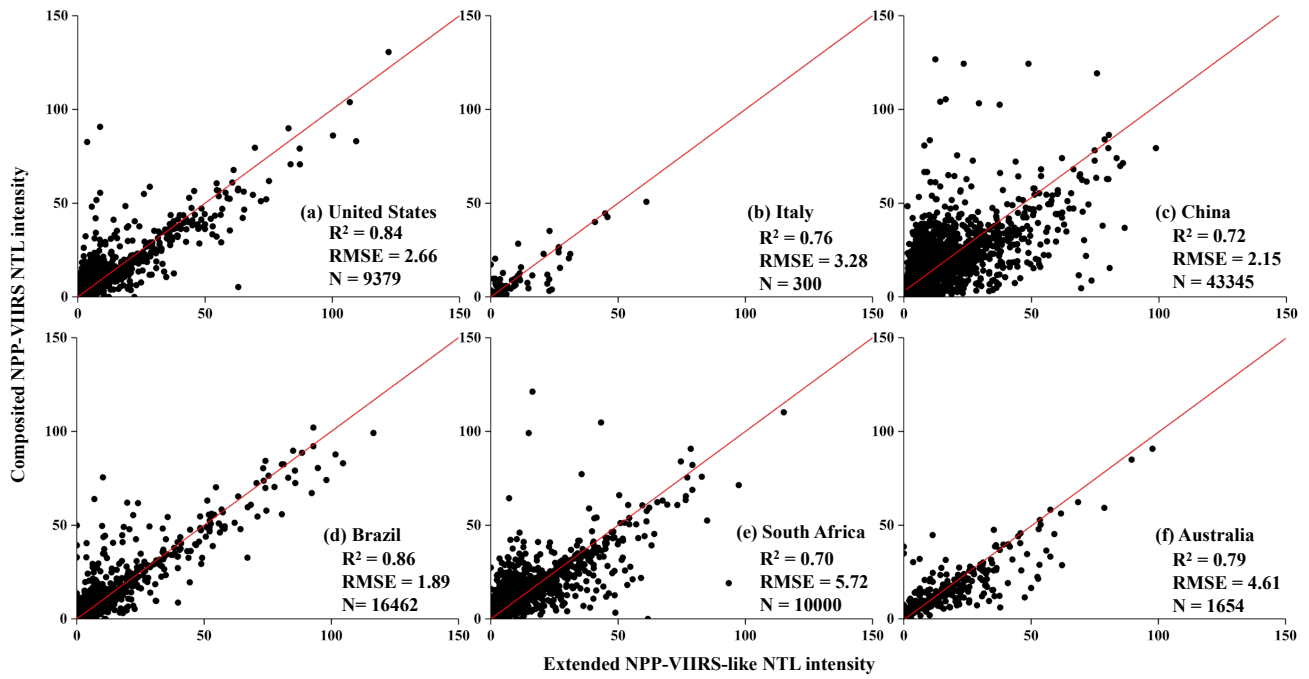 Composited NPP-VIIRS NTL intensity
150
100
50
0
0
50
100
150
(a) United States
R² = 0.84
RMSE = 2.66
N = 9379
150
100
50
0
0
50
100
150
(b) Italy
R² = 0.76
RMSE = 3.28
N = 300
150
100
50
0
0
50
100
150
(c) China
R² = 0.72
RMSE = 2.15
N = 43345
150
100
50
0
0
50
100
150
(d) Brazil
R² = 0.86
RMSE = 1.89
N= 16462
150
100
50
0
0
50
100
150
(e) South Africa
R² = 0.70
RMSE = 5.72
N = 10000
150
100
50
0
0
50
100
150
(f) Australia
R² = 0.79
RMSE = 4.61
N = 1654
Extended NPP-VIIRS-like NTL intensity